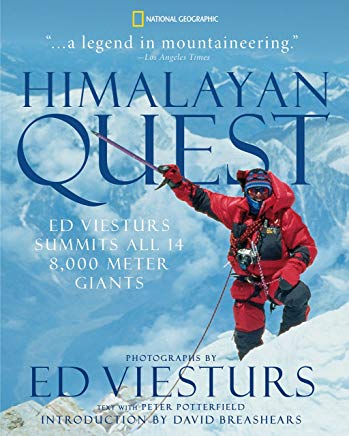 NATIONAL GEOGRAPHIC
“...a legend in mountaineering.”
—Los Angeles Times
HIMALAYAN
QUEST
ED VIESTURS
SUMMITS ALL 14
8,000 METER
GIANTS
PHOTOGRAPHS BY
ED VIESTURS
TEXT WITH PETER POTTERFIELD
INTRODUCTION BY DAVID BREASHEARS